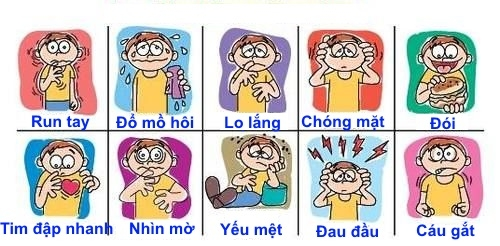 Run tay
Đổ mồ hôi
Lo lắng
Chóng mặt
Đói
Tim đập nhanh
Nhìn mờ
Yếu mệt
Đau đầu
Cáu gắt